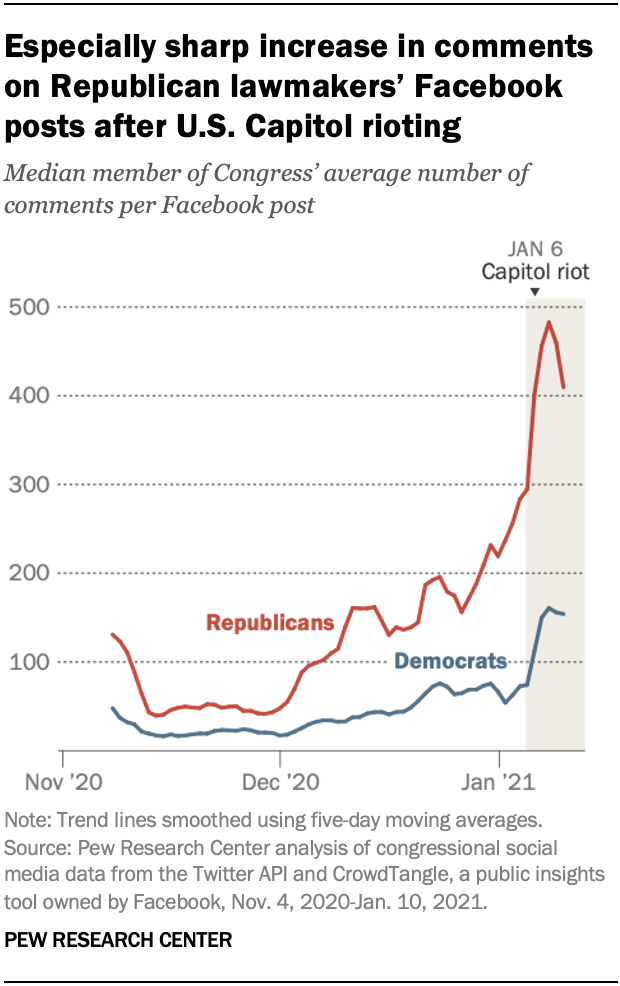 Especially sharp increase in comments
on Republican lawmakers’ Facebook
posts after U.S. Capitol rioting
Median member of Congress’ average number of
comments per Facebook post
JAN 6
Capitol riot
500
400
300
200
Republicans
Democrats
100
Nov ’20
Dec ’20
Jan ’21
Note: Trend lines smoothed using five-day moving averages.
Source: Pew Research Center analysis of congressional social
media data from the Twitter API and CrowdTangle, a public insights
tool owned by Facebook, Nov. 4, 2020-Jan. 10, 2021.
PEW RESEARCH CENTER